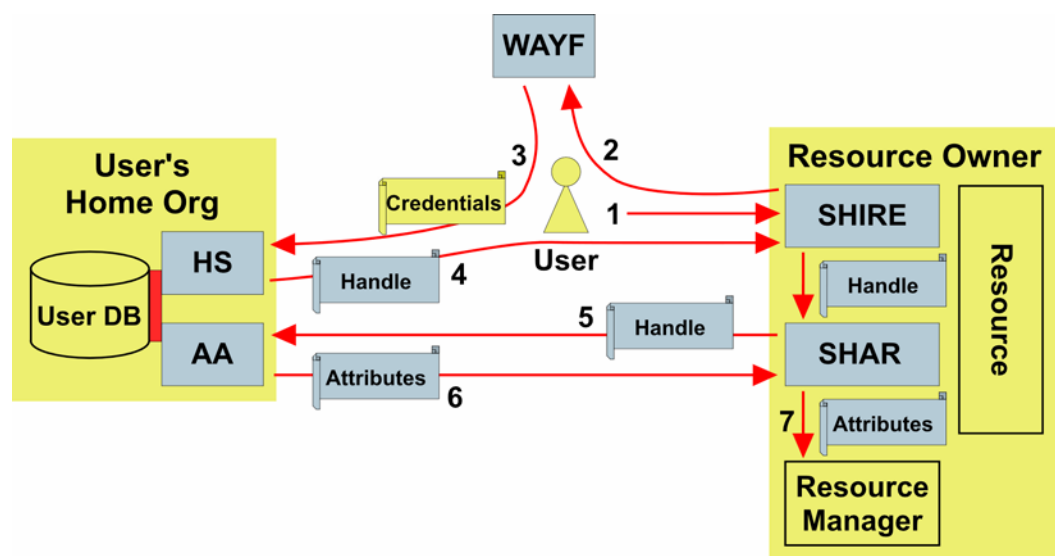 WAYF
User's
Home Org
3
2
Resource Owner
Credentials
1
SHIRE
HS
User
Handle
4
Handle
User DB
5
Handle
AA
Attributes
6
SHAR
Resource
7
Attributes
Resource
Manager